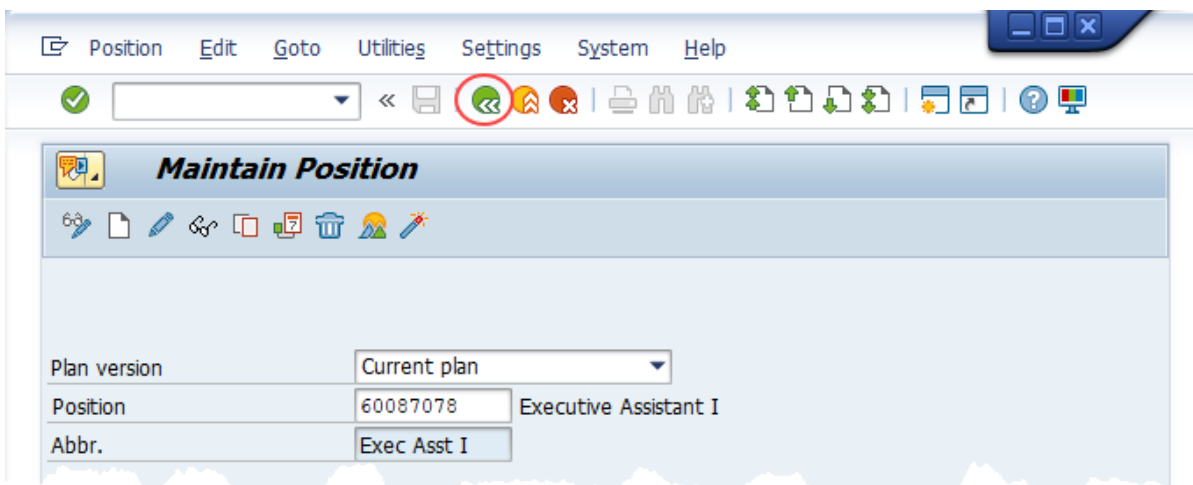 Position Edit Goto Utilities Settings System Help
Maintain Position
Plan version Current plan
Position 60087078 Executive Assistant I
Abbr. Exec Asst I